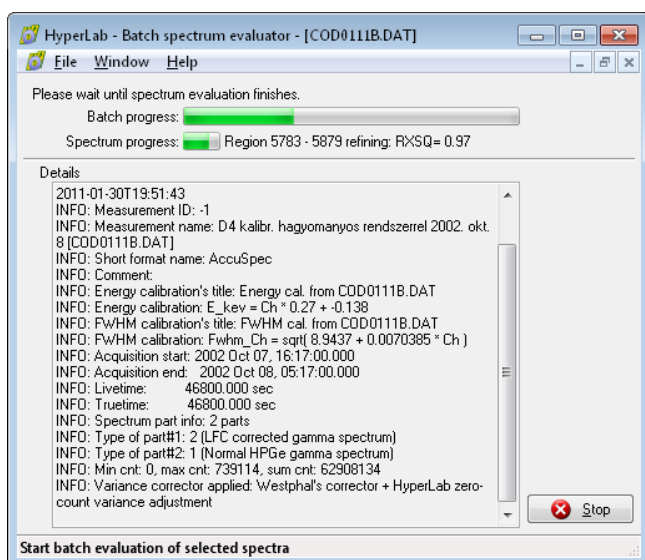 HyperLab - Batch spectrum evaluator - [COD0111B.DAT]
File Window Help
Please wait until spectrum evaluation finishes.
Batch progress:
Spectrum progress: Region 5783 - 5879 refining: RXSQ= 0.97
Details
2011-01-30T19:51:43
INFO: Measurement ID: -1
INFO: Measurement name: D4 kalibr. hagyomanyos rendszerrel 2002. okt.
8 [COD0111B.DAT]
INFO: Short format name: AccuSpec
INFO: Comment:
INFO: Energy calibration's title: Energy cal. from COD0111B.DAT
INFO: Energy calibration: E_kev = Ch * 0.27 + -0.138
INFO: FWHM calibration's title: FWHM cal. from COD0111B.DAT
INFO: FWHM calibration: Fwhm_Ch = sqrt( 8.9437 + 0.0070385 * Ch )
INFO: Acquisition start: 2002 Oct 07, 16:17:00.000
INFO: Acquisition end: 2002 Oct 08, 05:17:00.000
INFO: Livetime: 46800.000 sec
INFO: Truetime: 46800.000 sec
INFO: Spectrum part info: 2 parts
INFO: Type of part#1: 2 (LFC corrected gamma spectrum)
INFO: Type of part#2: 1 (Normal HPGe gamma spectrum)
INFO: Min cnt: 0, max cnt: 739114, sum cnt: 62908134
INFO: Variance corrector applied: Westphal's corrector + HyperLab zero-
count variance adjustment
Stop
Start batch evaluation of selected spectra